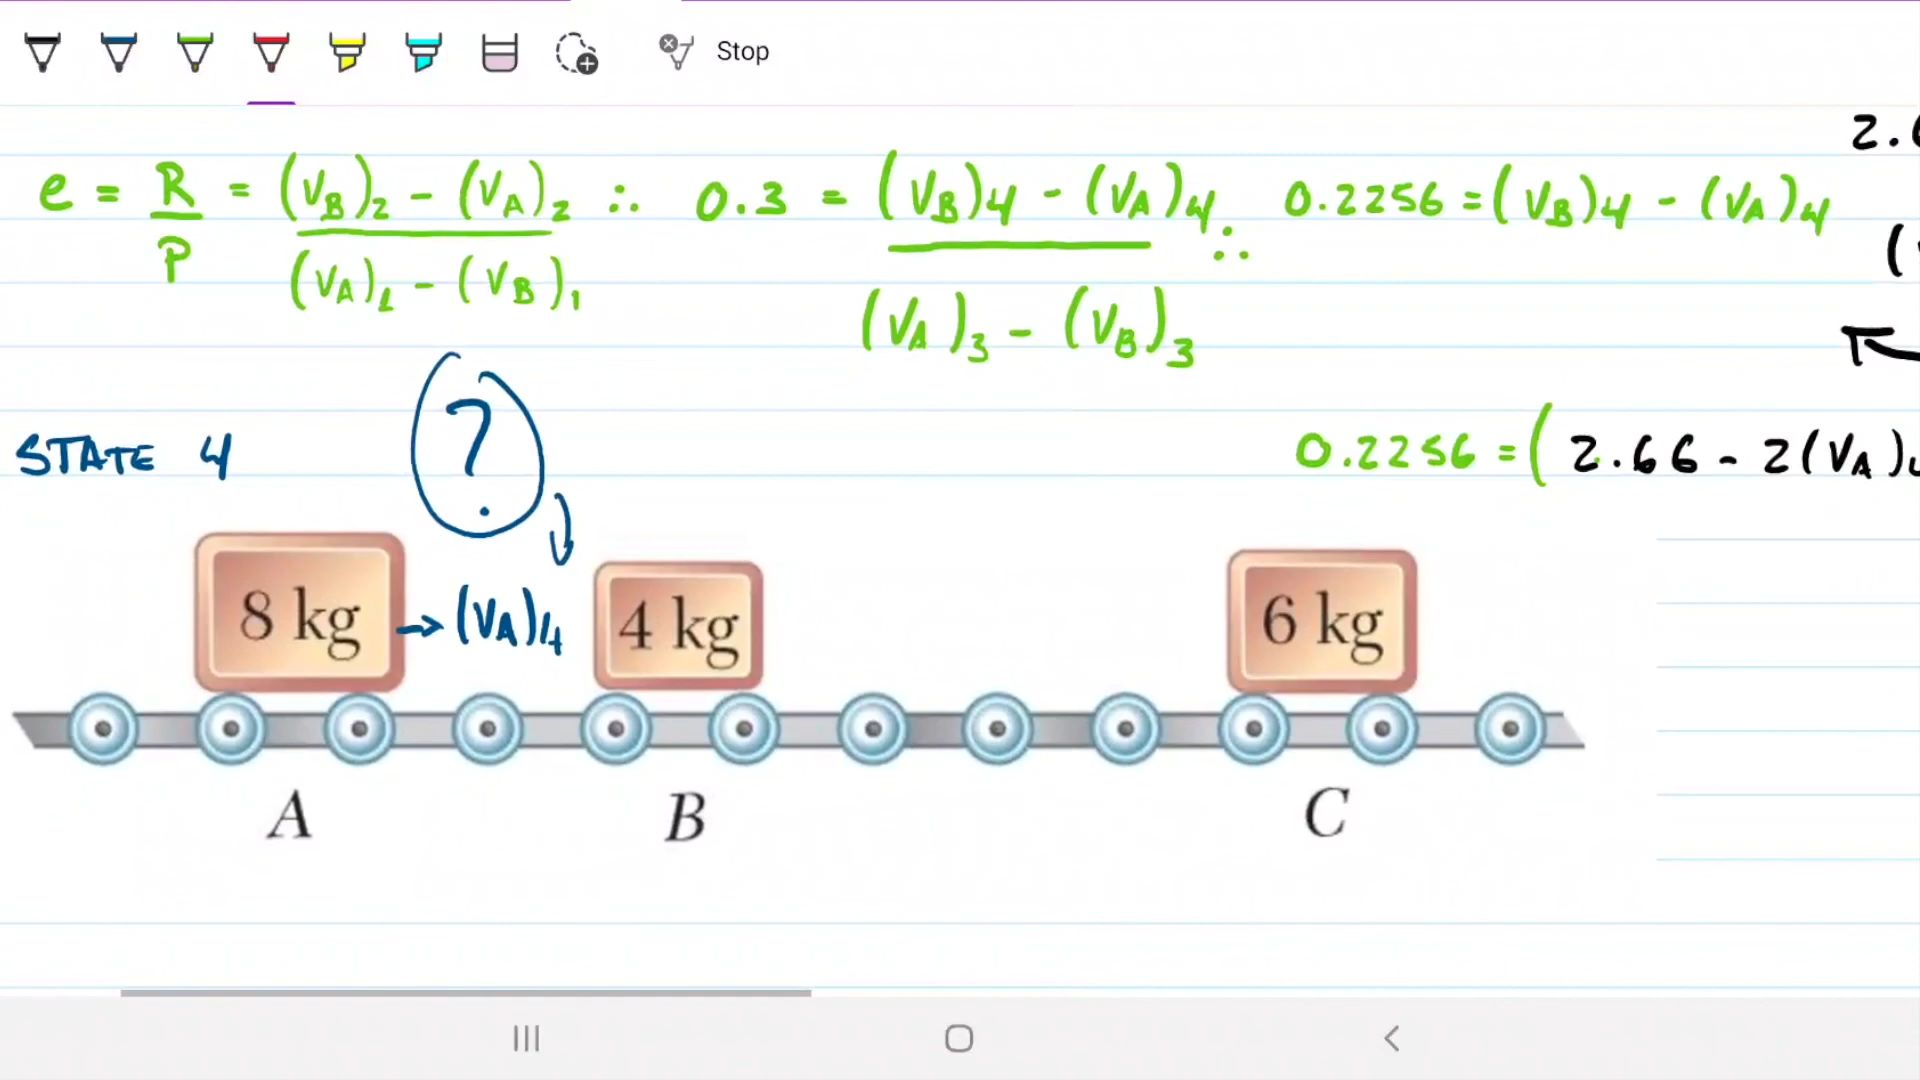 Stop
2.6
e = R/P = (VB)2 - (VA)2 / (VA)1 - (VB)1 ∴ 0.3 = (VB)4 - (VA)4 / (VA)3 - (VB)3 ∴ 0.2256 = (VB)4 - (VA)4
STATE 4
?
0.2256 = (2.66 - 2(VA)
8 kg → (VA)4 4 kg 6 kg
A B C